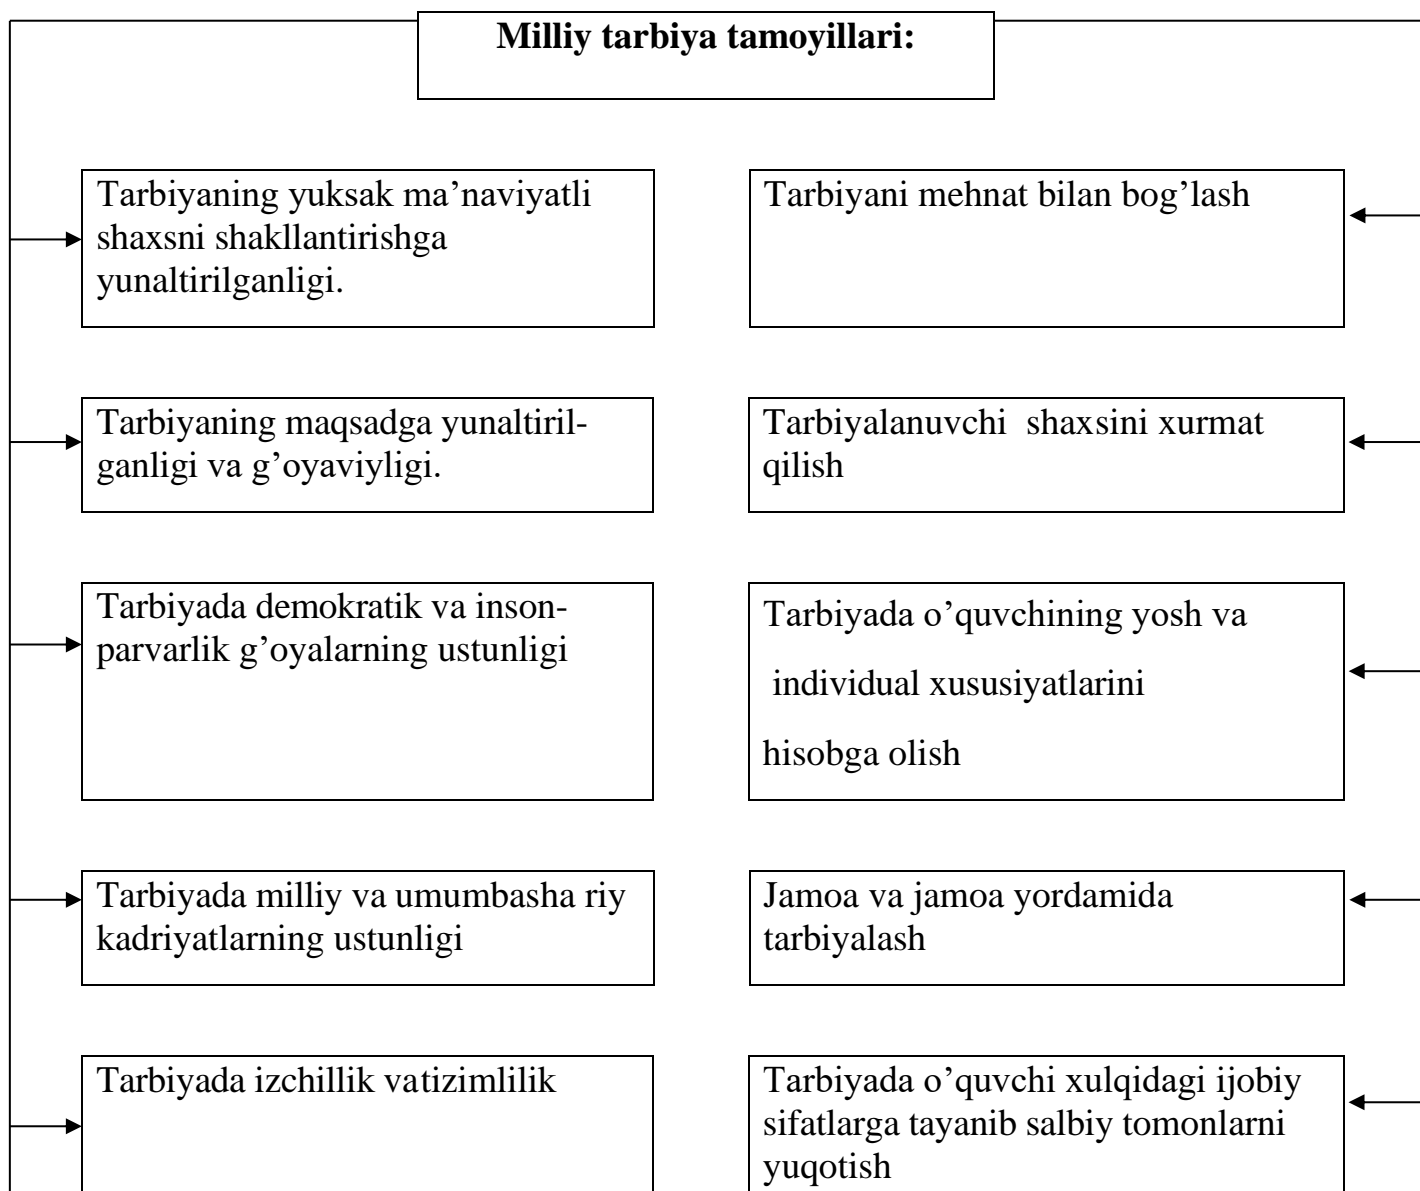 Milliy tarbiya tamoyillari:
Tarbiyaning yuksak ma’naviyatli
shaxsni shakllantirishga
yunaltirilganligi.
Tarbiyani mehnat bilan bog’lash
Tarbiyaning maqsadga yunaltiril-
ganligi va g’oyaviyligi.
Tarbiyalanuvchi shaxsini xurmat
qilish
Tarbiyada demokratik va inson-
parvarlik g’oyalarning ustunligi
Tarbiyada o’quvchining yosh va
individual xususiyatlarini
hisobga olish
Tarbiyada milliy va umumbasha riy
kadriyatlarning ustunligi
Jamoa va jamoa yordamida
tarbiyalash
Tarbiyada izchillik vatizimlilik
Tarbiyada o’quvchi xulqidagi ijobiy
sifatlarga tayanib salbiy tomonlarni
yuqotish